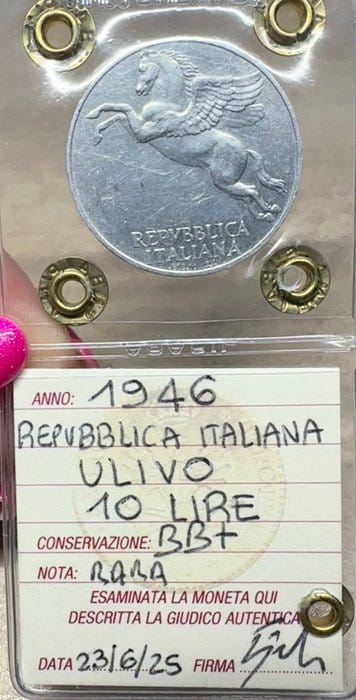 REPVBBLICA
ITALIANA
ANNO: 1946
REPVBBLICA ITALIANA
ULIVO
10 LIRE
CONSERVAZIONE: BB+
NOTA: RARA
ESAMINATA LA MONETA QUI
DESCRITTA LA GIUDICO AUTENTICA
DATA 23/6/25 FIRMA